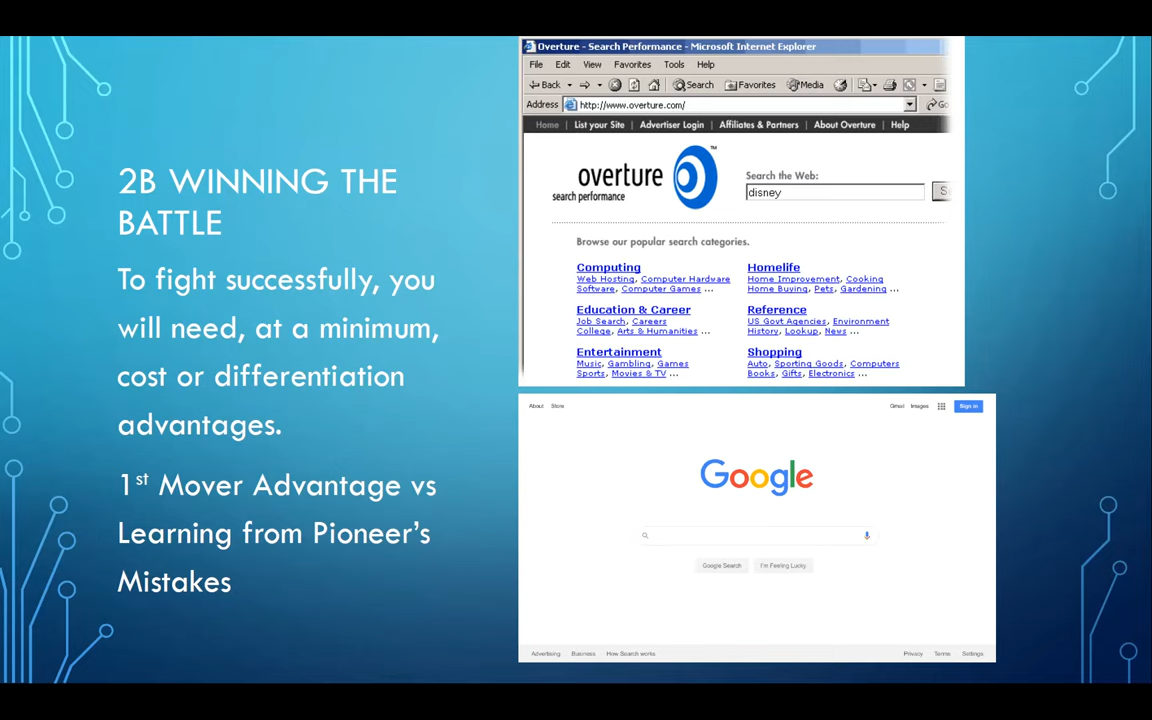 2B WINNING THE
BATTLE
To fight successfully, you
will need, at a minimum,
cost or differentiation
advantages.
1st Mover Advantage vs
Learning from Pioneer’s
Mistakes
Overture - Search Performance - Microsoft Internet Explorer
File Edit View Favorites Tools Help
Back Search Favorites Media
Address http://www.overture.com/ Go
Home | List your Site | Advertiser Login | Affiliates & Partners | About Overture | Help
overture TM
search performance
Search the Web:
disney
S
Browse our popular search categories.
Computing
Web Hosting, Computer Hardware
Software, Computer Games ...
Homelife
Home Improvement, Cooking
Home Buying, Pets, Gardening ...
Education & Career
Job Search, Careers
College, Arts & Humanities ...
Reference
US Govt Agencies, Environment
History, Lookup, News ...
Entertainment
Music, Gambling, Games
Sports, Movies & TV ...
Shopping
Auto, Sporting Goods, Computers
Books, Gifts, Electronics ...
About Store Gmail Images Sign in
Google
Google Search I'm Feeling Lucky
Advertising Business How Search works Privacy Terms Settings